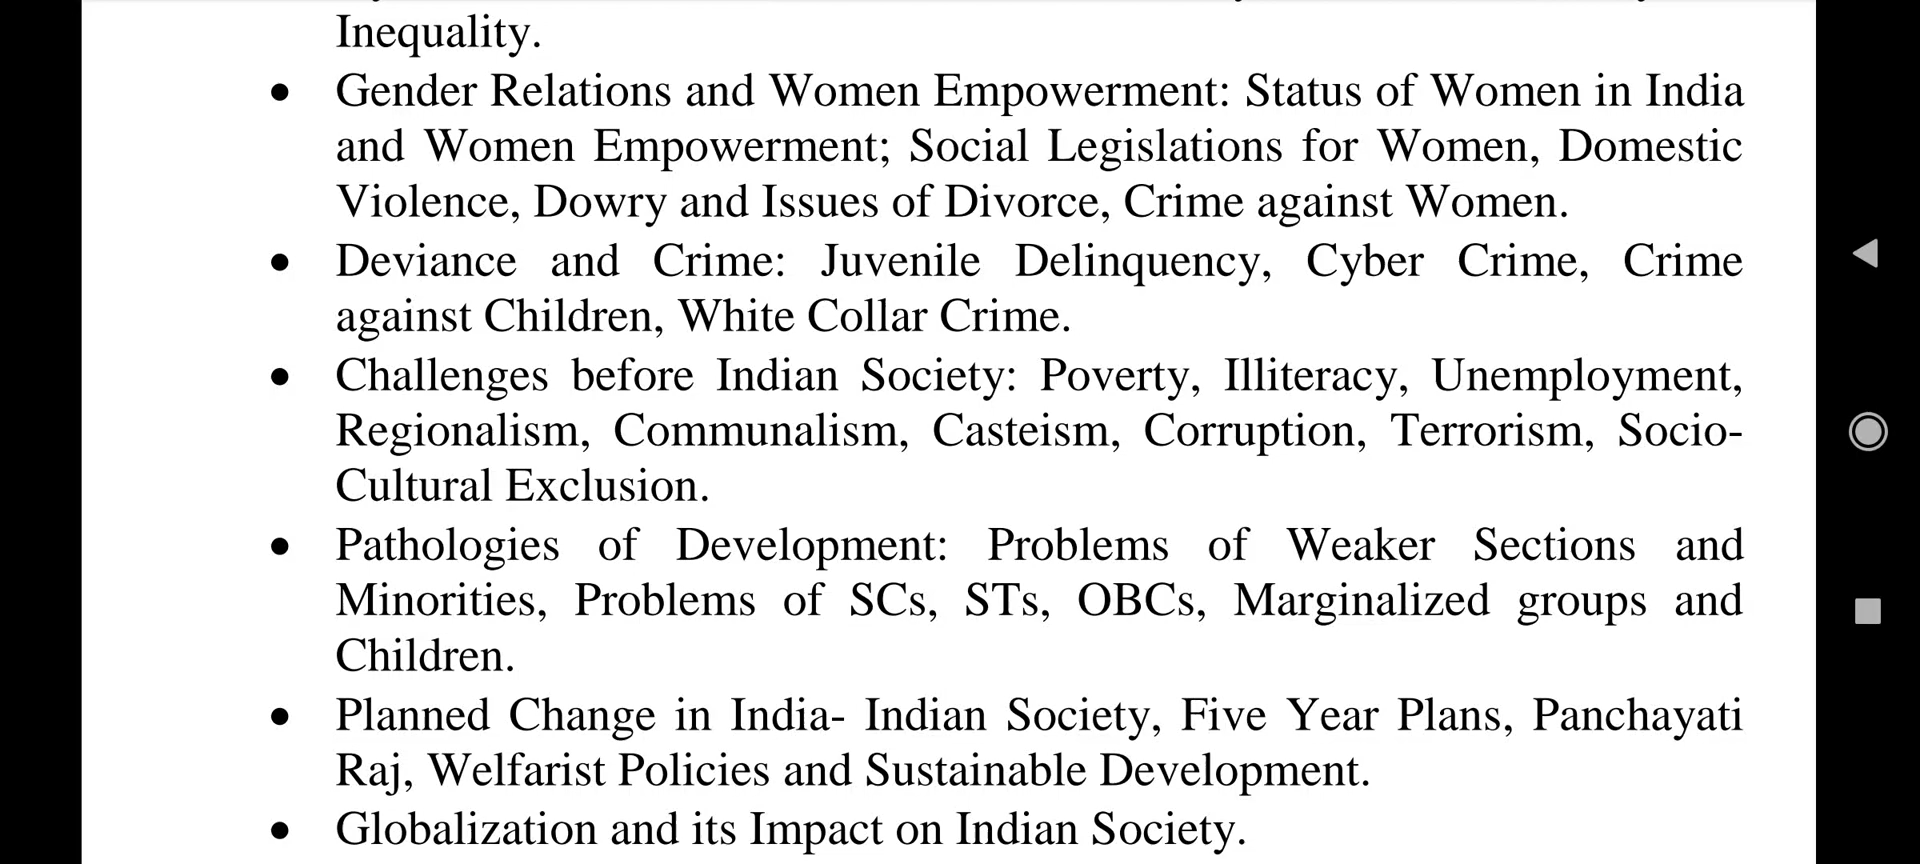 Inequality.
• Gender Relations and Women Empowerment: Status of Women in India
and Women Empowerment; Social Legislations for Women, Domestic
Violence, Dowry and Issues of Divorce, Crime against Women.
• Deviance and Crime: Juvenile Delinquency, Cyber Crime, Crime
against Children, White Collar Crime.
• Challenges before Indian Society: Poverty, Illiteracy, Unemployment,
Regionalism, Communalism, Casteism, Corruption, Terrorism, Socio-
Cultural Exclusion.
• Pathologies of Development: Problems of Weaker Sections and
Minorities, Problems of SCs, STs, OBCs, Marginalized groups and
Children.
• Planned Change in India- Indian Society, Five Year Plans, Panchayati
Raj, Welfarist Policies and Sustainable Development.
• Globalization and its Impact on Indian Society.